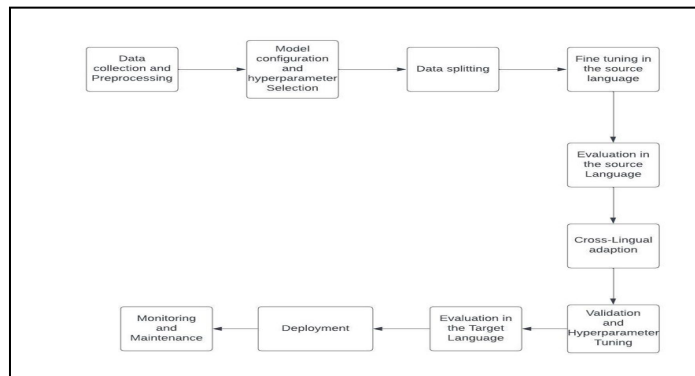 Data
collection and
Preprocessing
Model
configuration
and
hyperparameter
Selection
Data splitting
Fine tuning in
the source
language
Evaluation in
the source
Language
Cross-Lingual
adaption
Validation
and
Hyperparameter
Tuning
Evaluation in
the Target
Language
Deployment
Monitoring
and
Maintenance